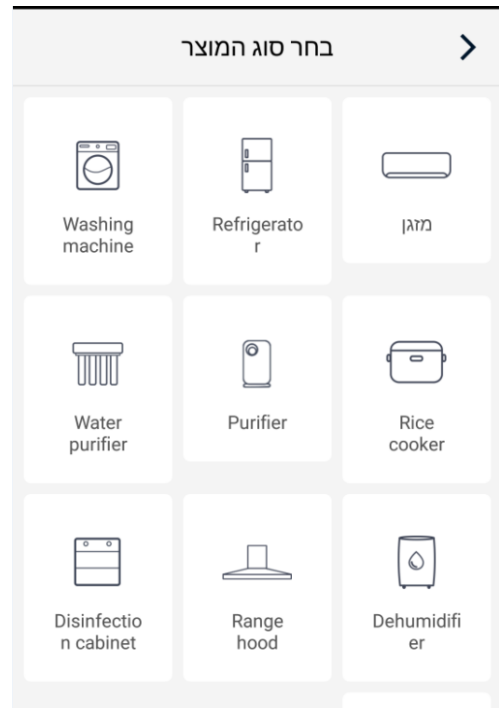 בחר סוג המוצר
מזגן
Refrigerato
r
Washing
machine
Rice
cooker
Purifier
Water
purifier
Dehumidifi
er
Range
hood
Disinfectio
n cabinet